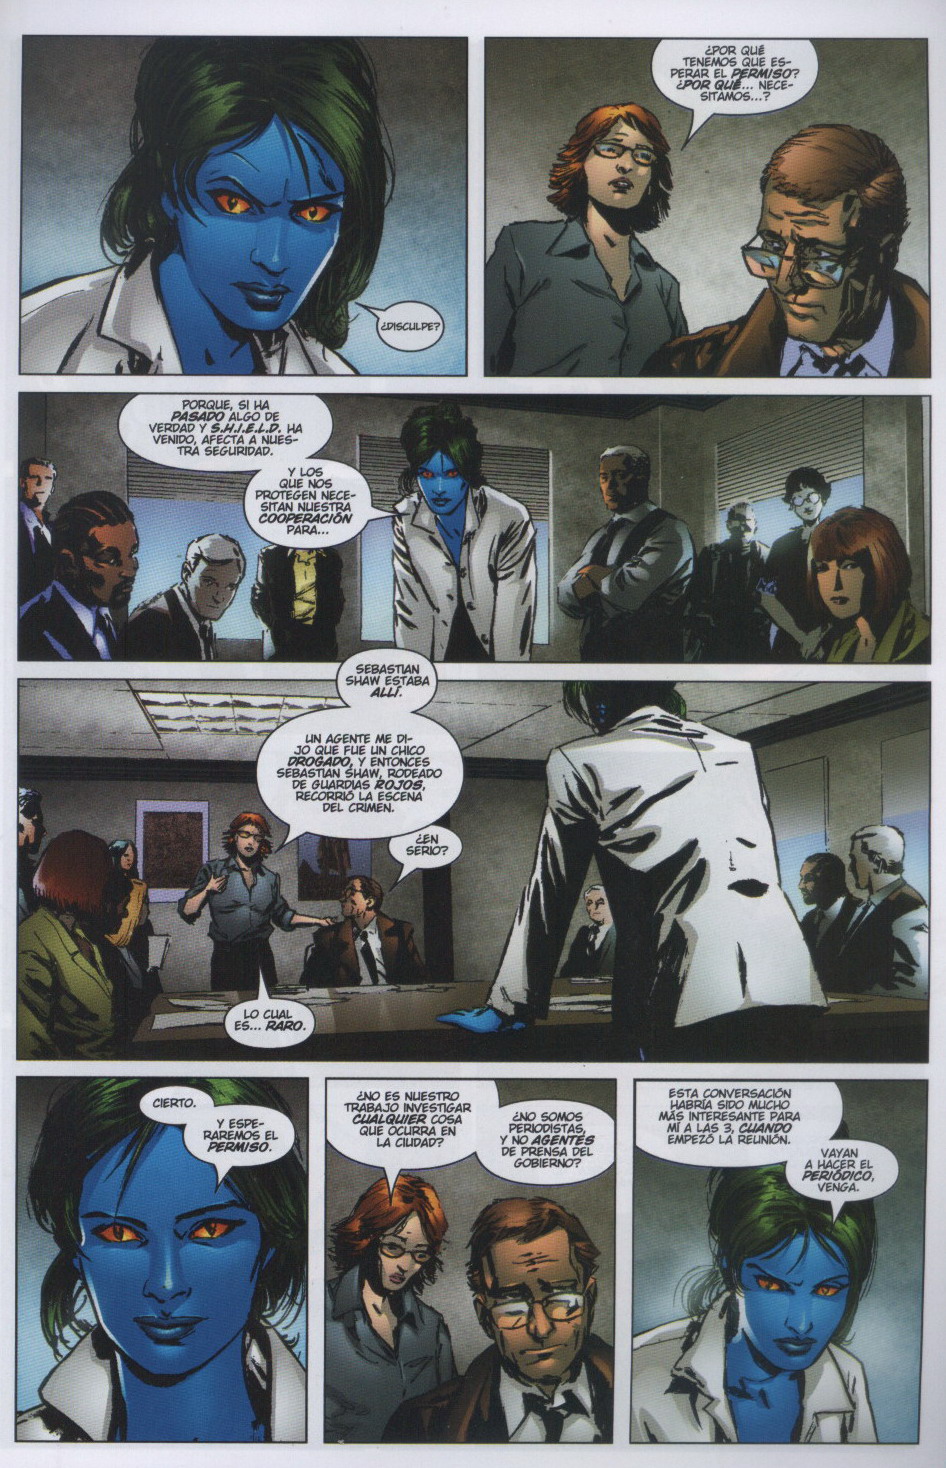 ¿DISCULPE?
¿POR QUÉ
TENEMOS QUE ES-
PERAR EL PERMISO?
¿POR QUÉ... NECE-
SITAMOS...?
PORQUE, SI HA
PASADO ALGO DE
VERDAD Y S.H.I.E.L.D. HA
VENIDO, AFECTA A NUES-
TRA SEGURIDAD.
Y LOS
QUE NOS
PROTEGEN NECE-
SITAN NUESTRA
COOPERACIÓN
PARA...
SEBASTIAN
SHAW ESTABA
ALLÍ.
UN AGENTE ME DI-
JO QUE FUE UN CHICO
DROGADO, Y ENTONCES
SEBASTIAN SHAW, RODEADO
DE GUARDIAS ROJOS,
RECORRIÓ LA ESCENA
DEL CRIMEN.
¿EN
SERIO?
LO CUAL
ES... RARO.
CIERTO.
Y ESPE-
RAREMOS EL
PERMISO.
¿NO ES NUESTRO
TRABAJO INVESTIGAR
CUALQUIER COSA
QUE OCURRA EN
LA CIUDAD?
¿NO SOMOS
PERIODISTAS,
Y NO AGENTES
DE PRENSA DEL
GOBIERNO?
ESTA CONVERSACIÓN
HABRÍA SIDO MUCHO
MÁS INTERESANTE PARA
MÍ A LAS 3, CUANDO
EMPEZÓ LA REUNIÓN.
VAYAN
A HACER EL
PERIÓDICO,
VENGA.